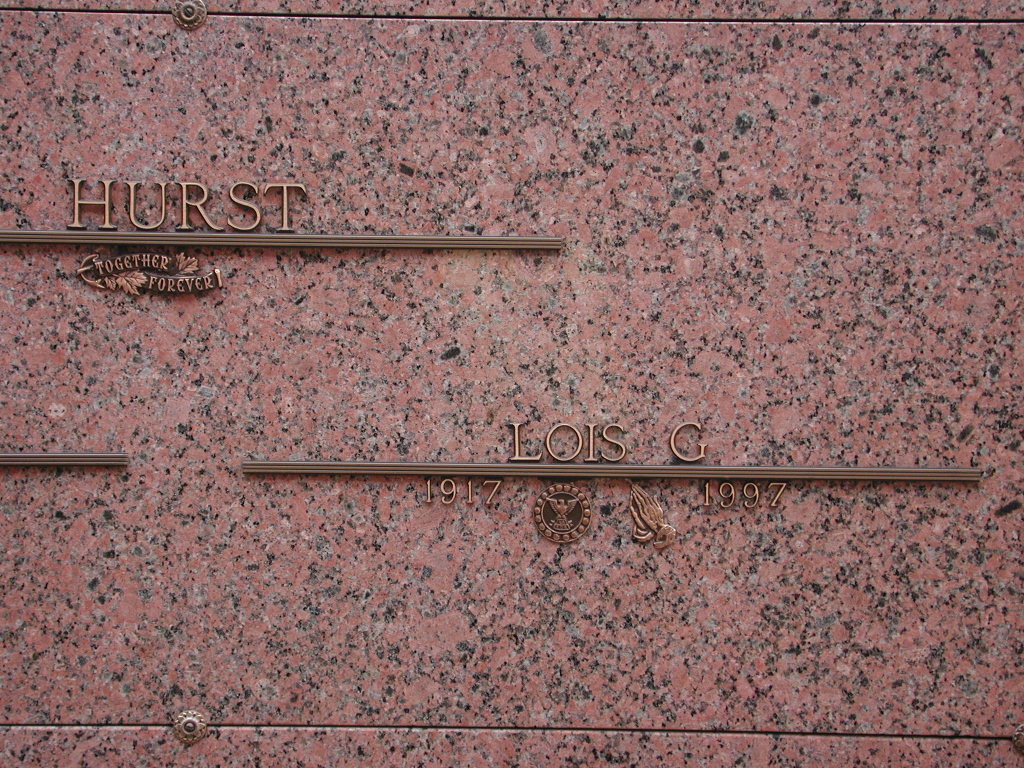 HURST
TOGETHER
FOREVER
LOIS G
1917 1997